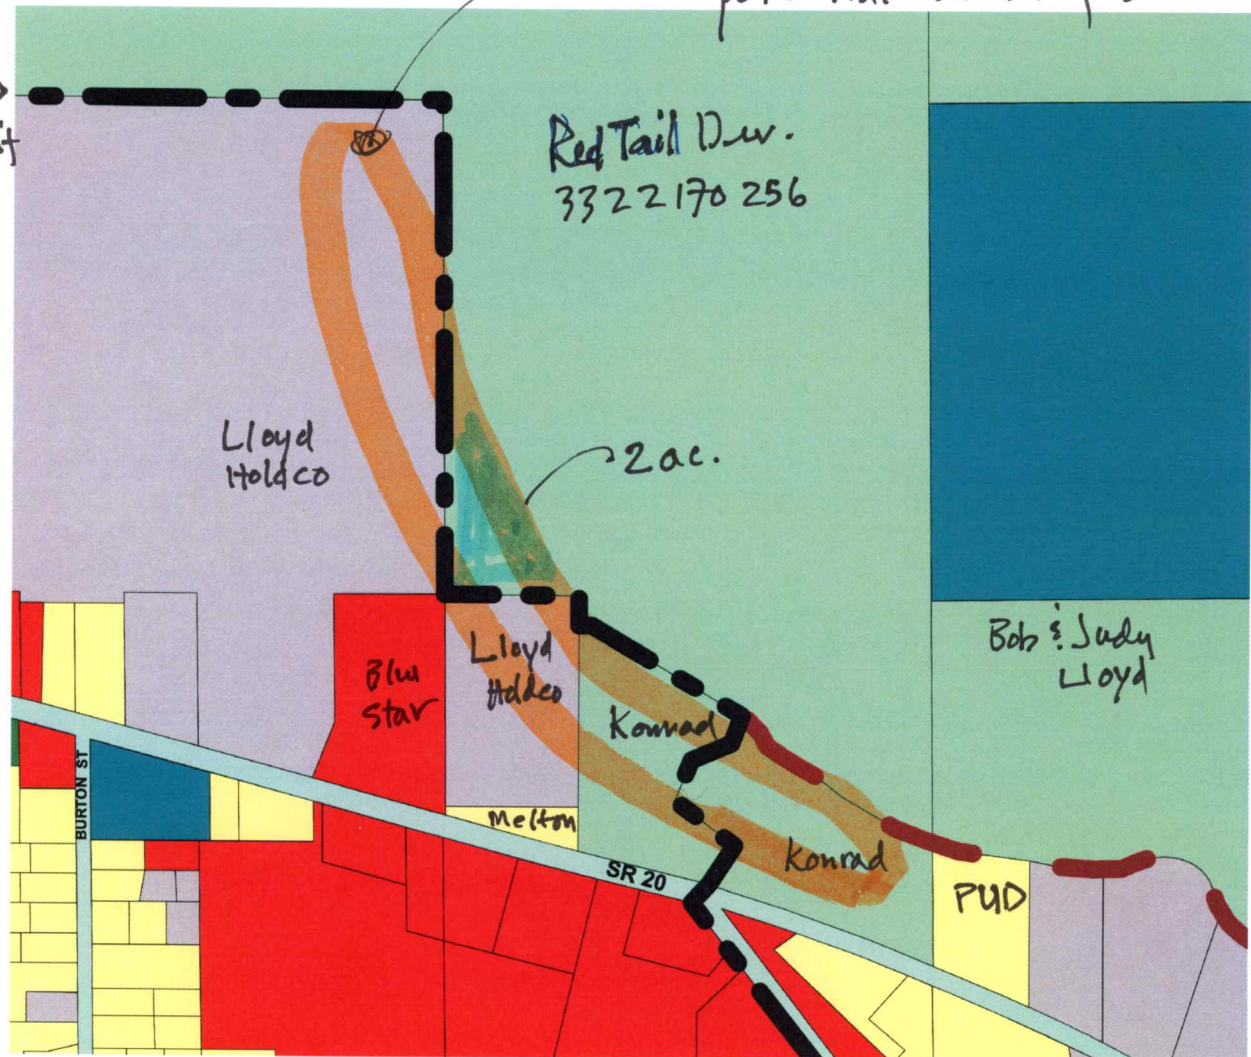 Red Tail Dev.
3322170256
Lloyd
Holdco
2ac.
Blue
Star
Lloyd
Holdco
Bob & Judy
Lloyd
Konrad
BURTON ST
Melton
SR 20
Konrad
PUD